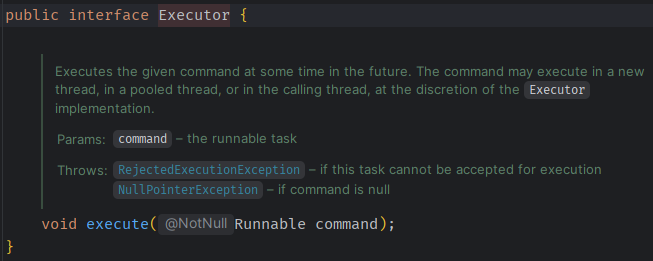 public interface Executor {
Executes the given command at some time in the future. The command may execute in a new
thread, in a pooled thread, or in the calling thread, at the discretion of the Executor
implementation.
Params: command – the runnable task
Throws: RejectedExecutionException – if this task cannot be accepted for execution
NullPointerException – if command is null
void execute( @NotNull Runnable command);
}